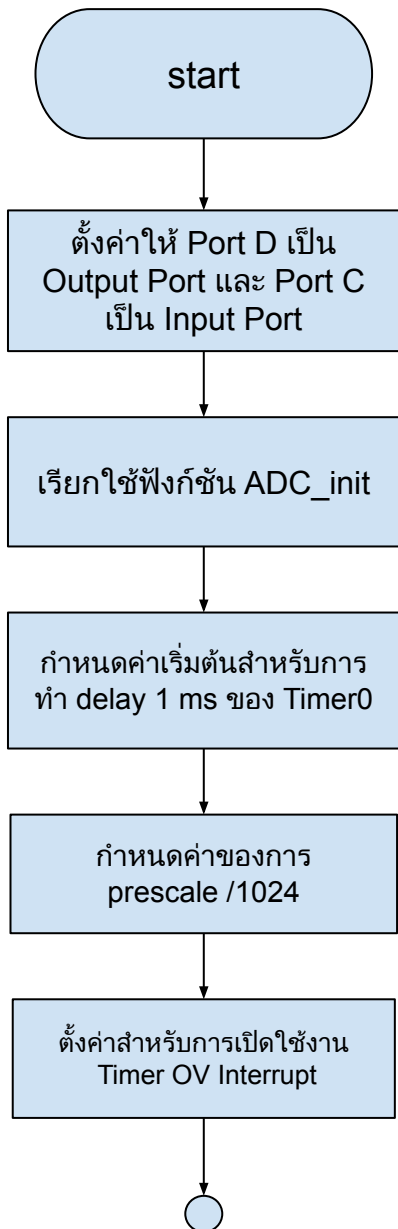 start
ตั้งค่าให้ Port D เป็น
Output Port และ Port C
เป็น Input Port
เรียกใช้ฟังก์ชัน ADC_init
กำหนดค่าเริ่มต้นสำหรับการ
ทำ delay 1 ms ของ Timer0
กำหนดค่าของการ
prescale /1024
ตั้งค่าสำหรับการเปิดใช้งาน
Timer OV Interrupt